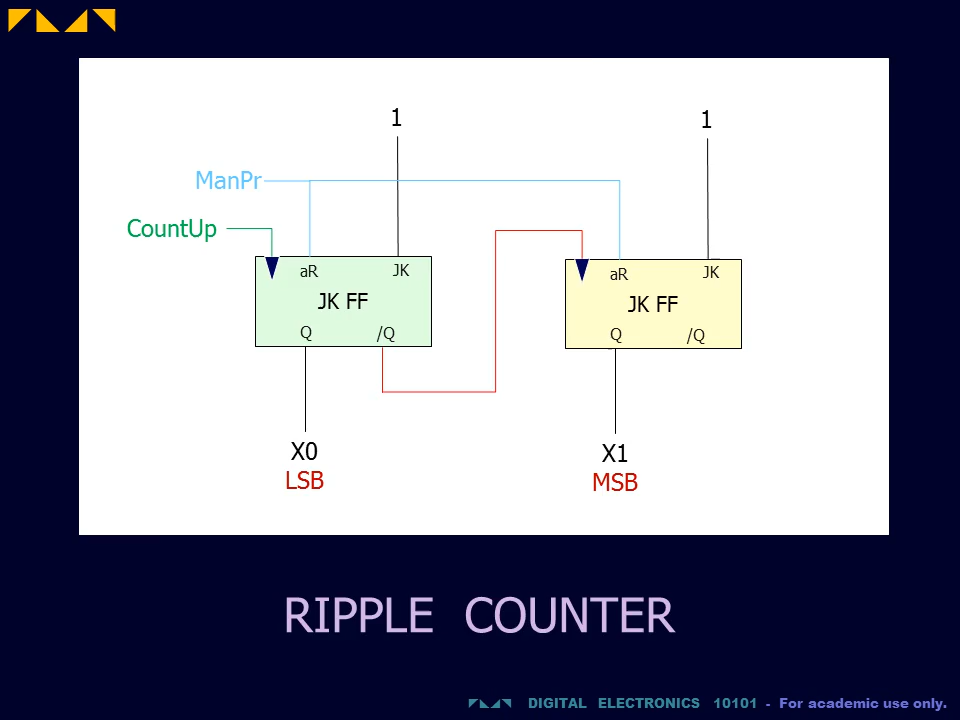 1
1
ManPr
CountUp
aR
JK
aR
JK
JK FF
JK FF
Q
/Q
Q
/Q
X0
X1
LSB
MSB
RIPPLE COUNTER
DIGITAL ELECTRONICS 10101 - For academic use only.